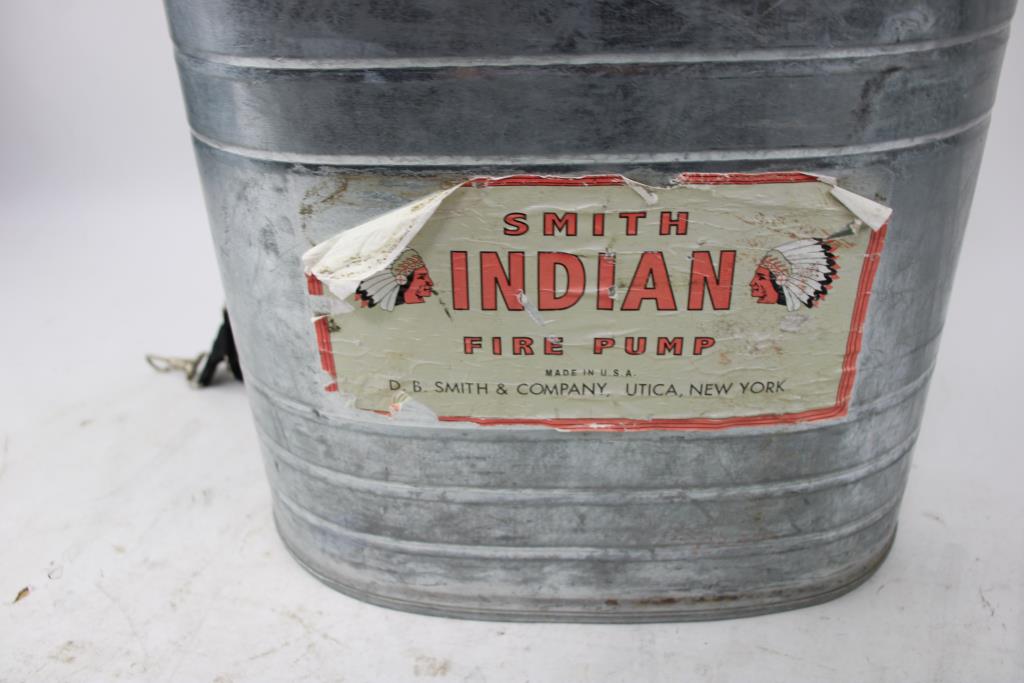 SMITH
INDIAN
FIRE PUMP
MADE IN U.S.A.
D. B. SMITH & COMPANY, UTICA, NEW YORK